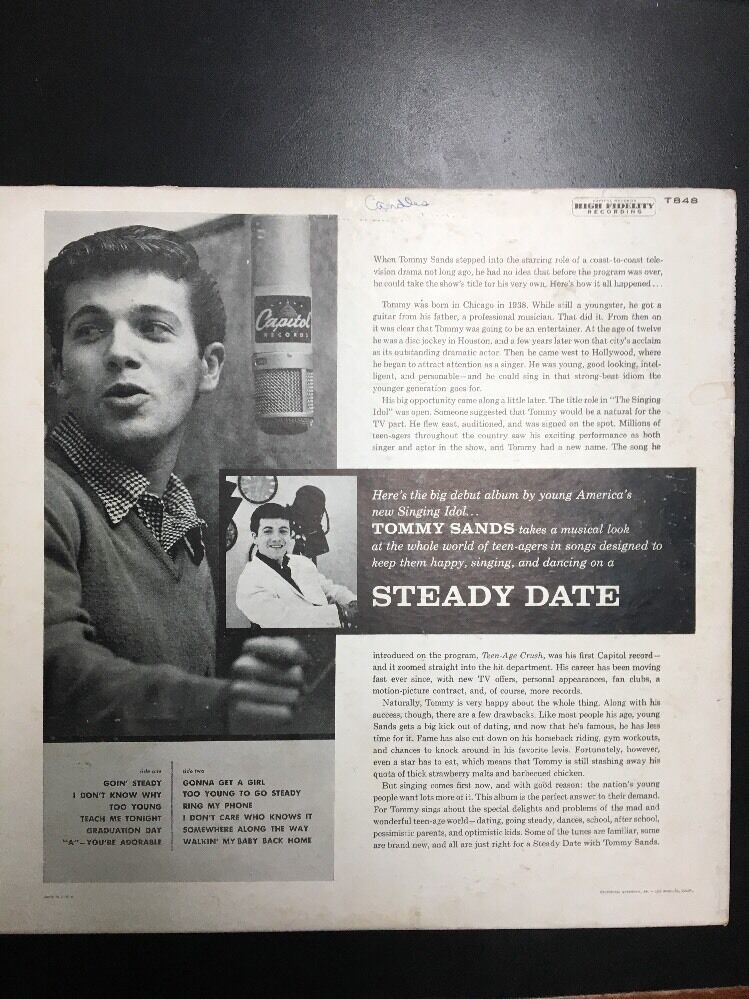 Candles
CAPITOL RECORDS
HIGH FIDELITY
RECORDING
T848
Capitol
RECORDS
When Tommy Sands stepped into the starring role of a coast-to-coast tele-
vision drama not long ago, he had no idea that before the program was over,
he could take the show's title for his very own. Here's how it all happened...
Tommy was born in Chicago in 1938. While still a youngster, he got a
guitar from his father, a professional musician. That did it. From then on
it was clear that Tommy was going to be an entertainer. At the age of twelve
he was a disc jockey in Houston, and a few years later won that city's acclaim
as its outstanding dramatic actor. Then he came west to Hollywood, where
he began to attract attention as a singer. He was young, good looking, intel-
ligent, and personable—and he could sing in that strong-beat idiom the
younger generation goes for.
His big opportunity came along a little later. The title role in "The Singing
Idol" was open. Someone suggested that Tommy would be a natural for the
TV part. He flew east, auditioned, and was signed on the spot. Millions of
teen-agers throughout the country saw his exciting performance as both
singer and actor in the show, and Tommy had a new name. The song he
Here's the big debut album by young America's
new Singing Idol...
TOMMY SANDS takes a musical look
at the whole world of teen-agers in songs designed to
keep them happy, singing, and dancing on a
STEADY DATE
introduced on the program, Teen-Age Crush, was his first Capitol record—
and it zoomed straight into the hit department. His career has been moving
fast ever since, with new TV offers, personal appearances, fan clubs, a
motion-picture contract, and, of course, more records.
Naturally, Tommy is very happy about the whole thing. Along with his
success, though, there are a few drawbacks. Like most people his age, young
Sands gets a big kick out of dating, and now that he's famous, he has less
time for it. Fame has also cut down on his horseback riding, gym workouts,
and chances to knock around in his favorite levis. Fortunately, however,
even a star has to eat, which means that Tommy is still stashing away his
quota of thick strawberry malts and barbecued chicken.
But singing comes first now, and with good reason: the nation's young
people want lots more of it. This album is the perfect answer to their demand.
For Tommy sings about the special delights and problems of the mad and
wonderful teen-age world—dating, going steady, dances, school, after school,
pessimistic parents, and optimistic kids. Some of the tunes are familiar, some
are brand new, and all are just right for a Steady Date with Tommy Sands.
side one
GOIN' STEADY
I DON'T KNOW WHY
TOO YOUNG
TEACH ME TONIGHT
GRADUATION DAY
"A"—YOU'RE ADORABLE
side two
GONNA GET A GIRL
TOO YOUNG TO GO STEADY
RING MY PHONE
I DON'T CARE WHO KNOWS IT
SOMEWHERE ALONG THE WAY
WALKIN' MY BABY BACK HOME